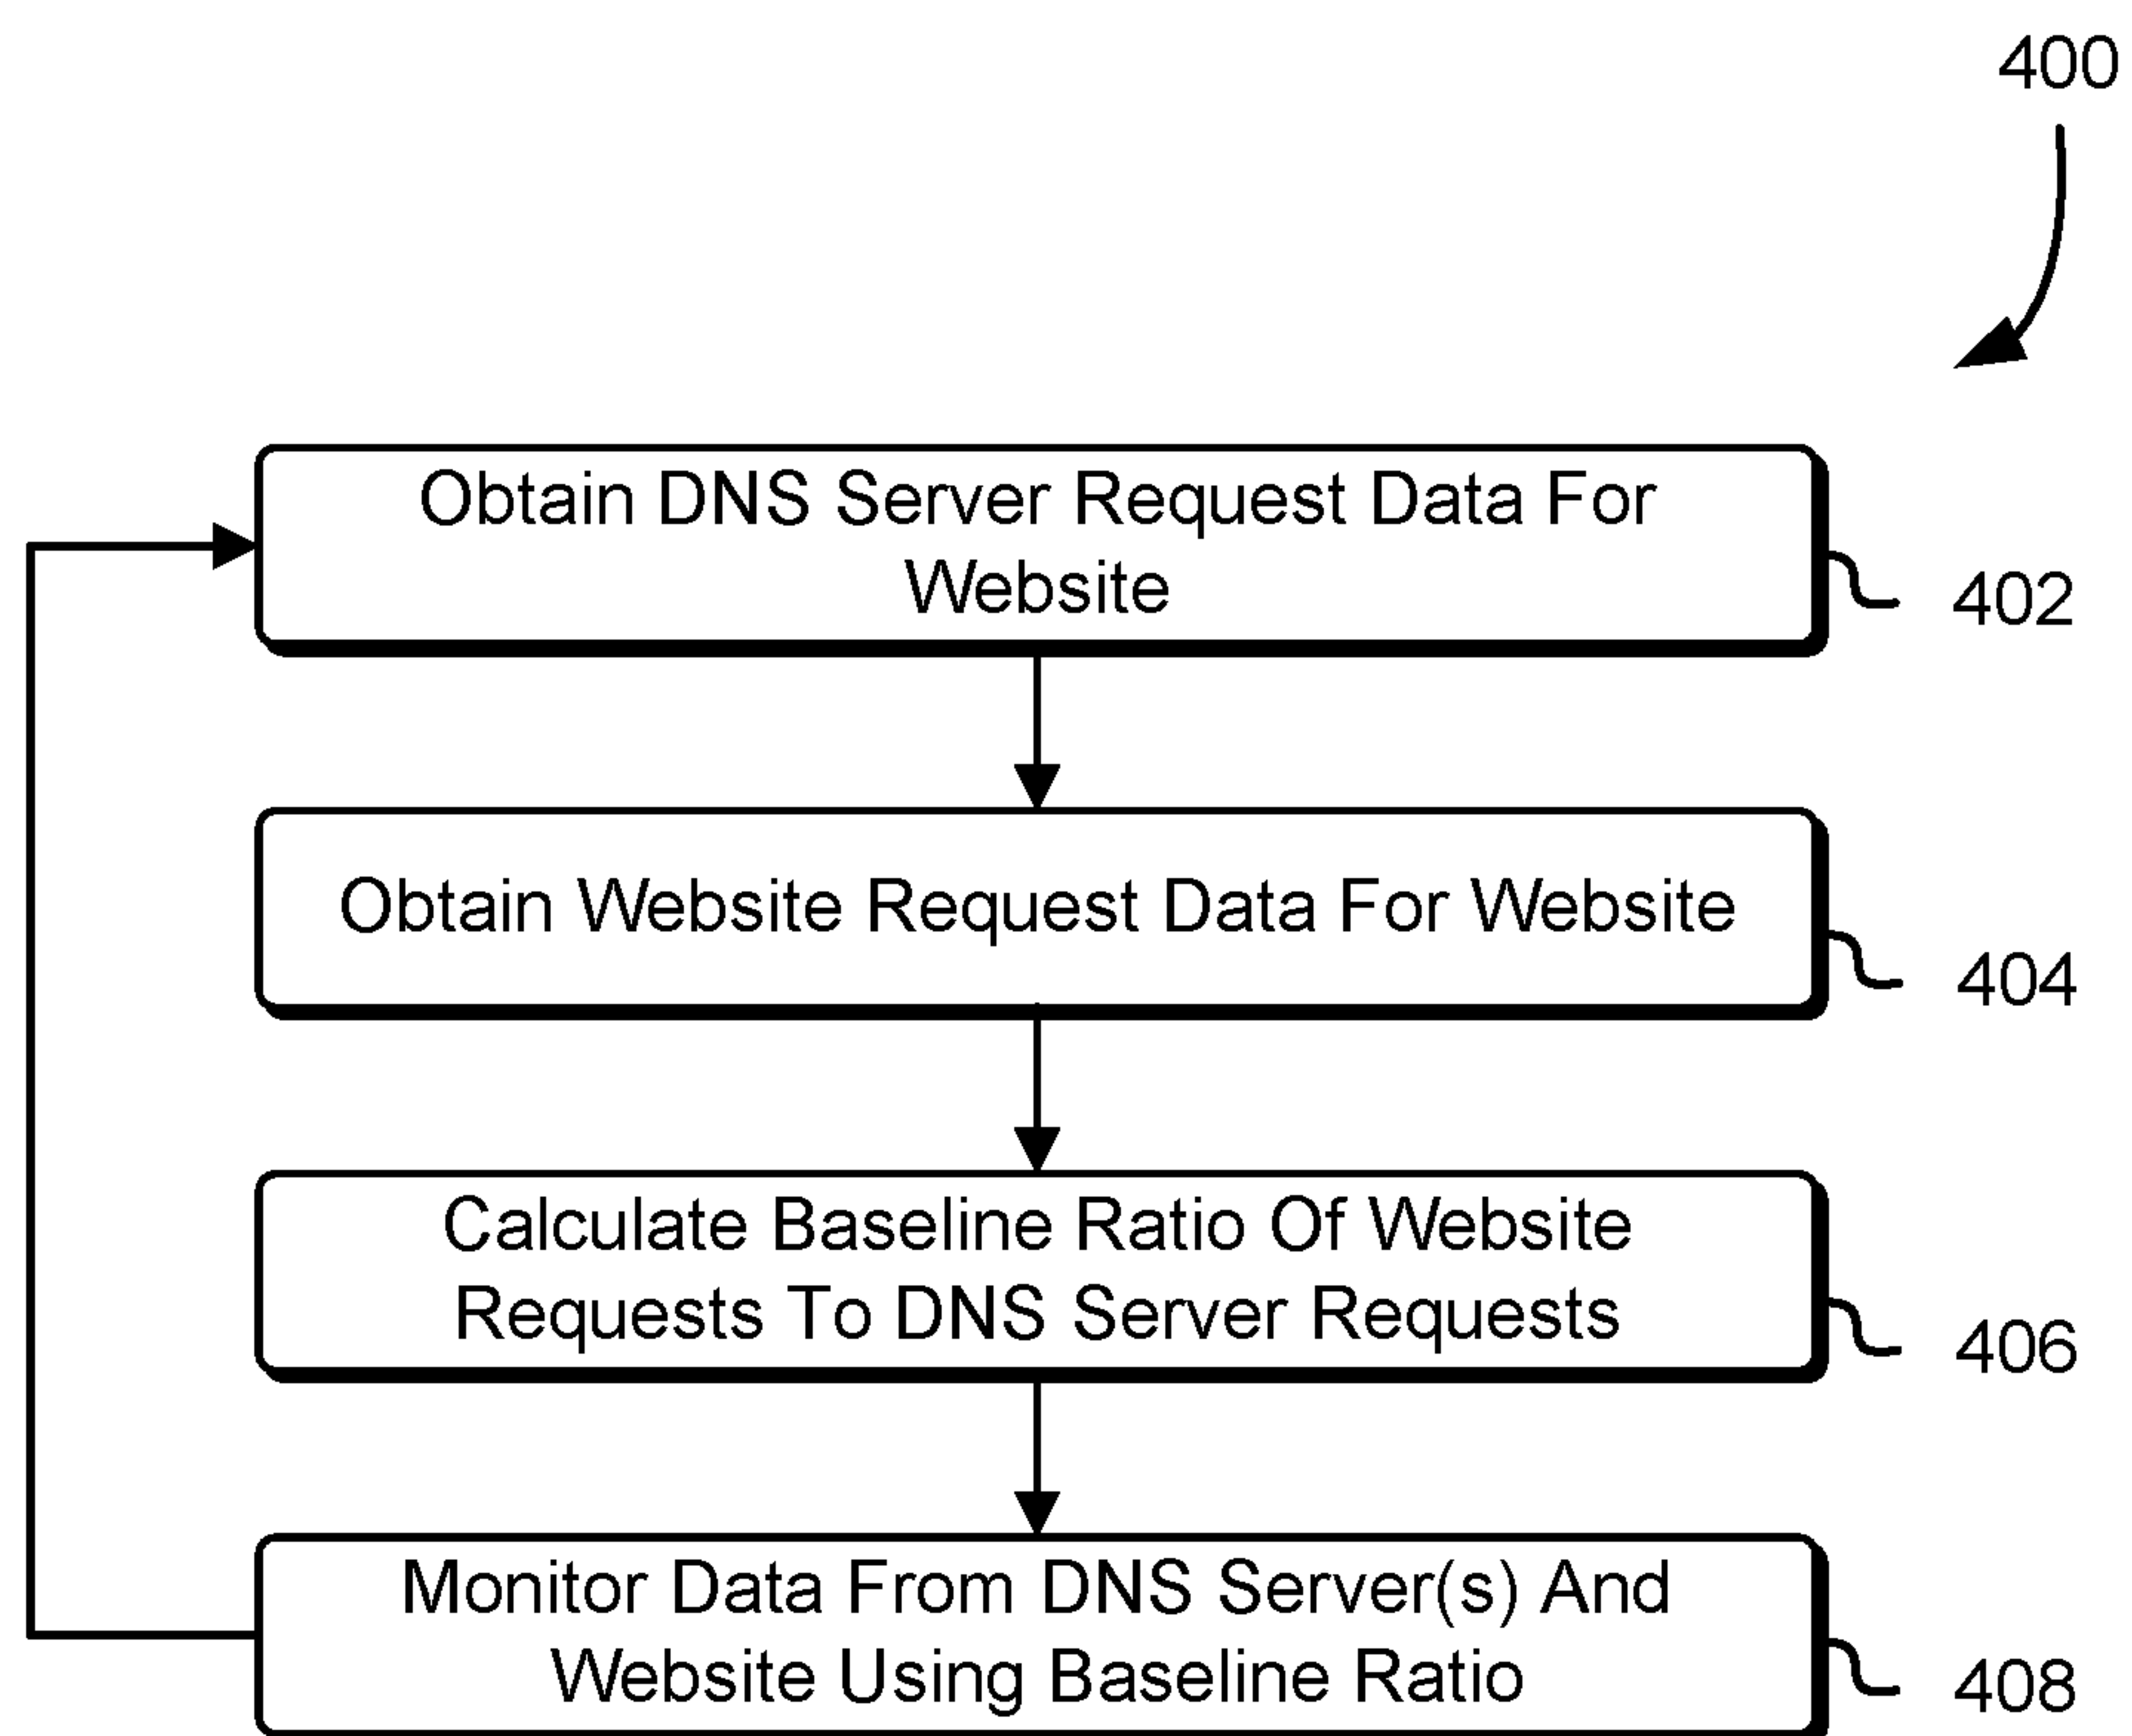 400
Obtain DNS Server Request Data For
Website
402
Obtain Website Request Data For Website
404
Calculate Baseline Ratio Of Website
Requests To DNS Server Requests
406
Monitor Data From DNS Server(s) And
Website Using Baseline Ratio
408